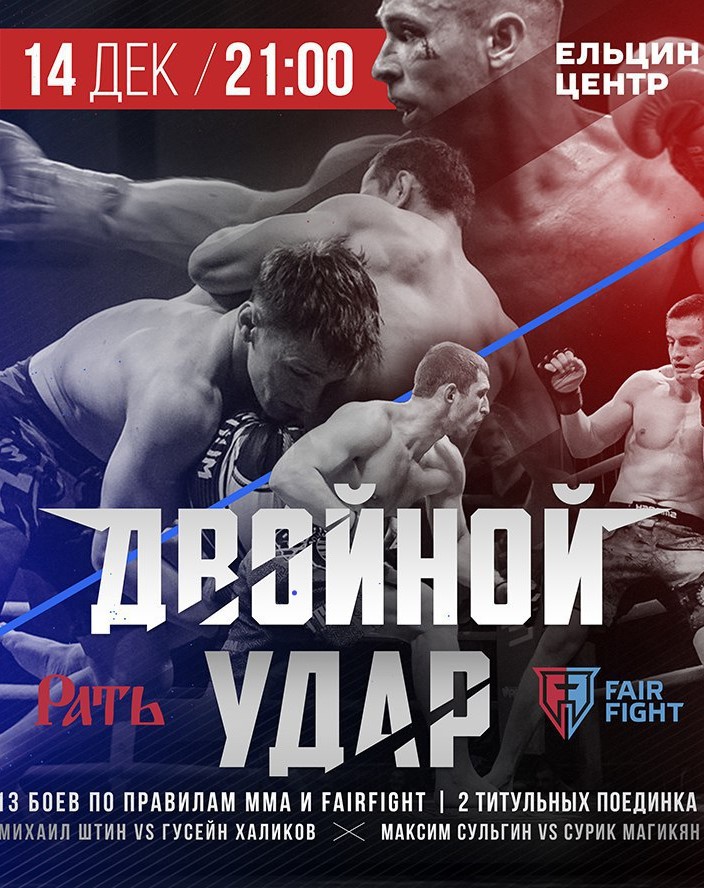 14 ДЕК / 21:00
ЕЛЬЦИН
ЦЕНТР
ДВОЙНОЙ
УДАР
Рать
FAIR
FIGHT
13 БОЕВ ПО ПРАВИЛАМ ММА И FAIRFIGHT | 2 ТИТУЛЬНЫХ ПОЕДИНКА
МИХАИЛ ШТИН VS ГУСЕЙН ХАЛИКОВ
МАКСИМ СУЛЬГИН VS СУРИК МАГИКЯН